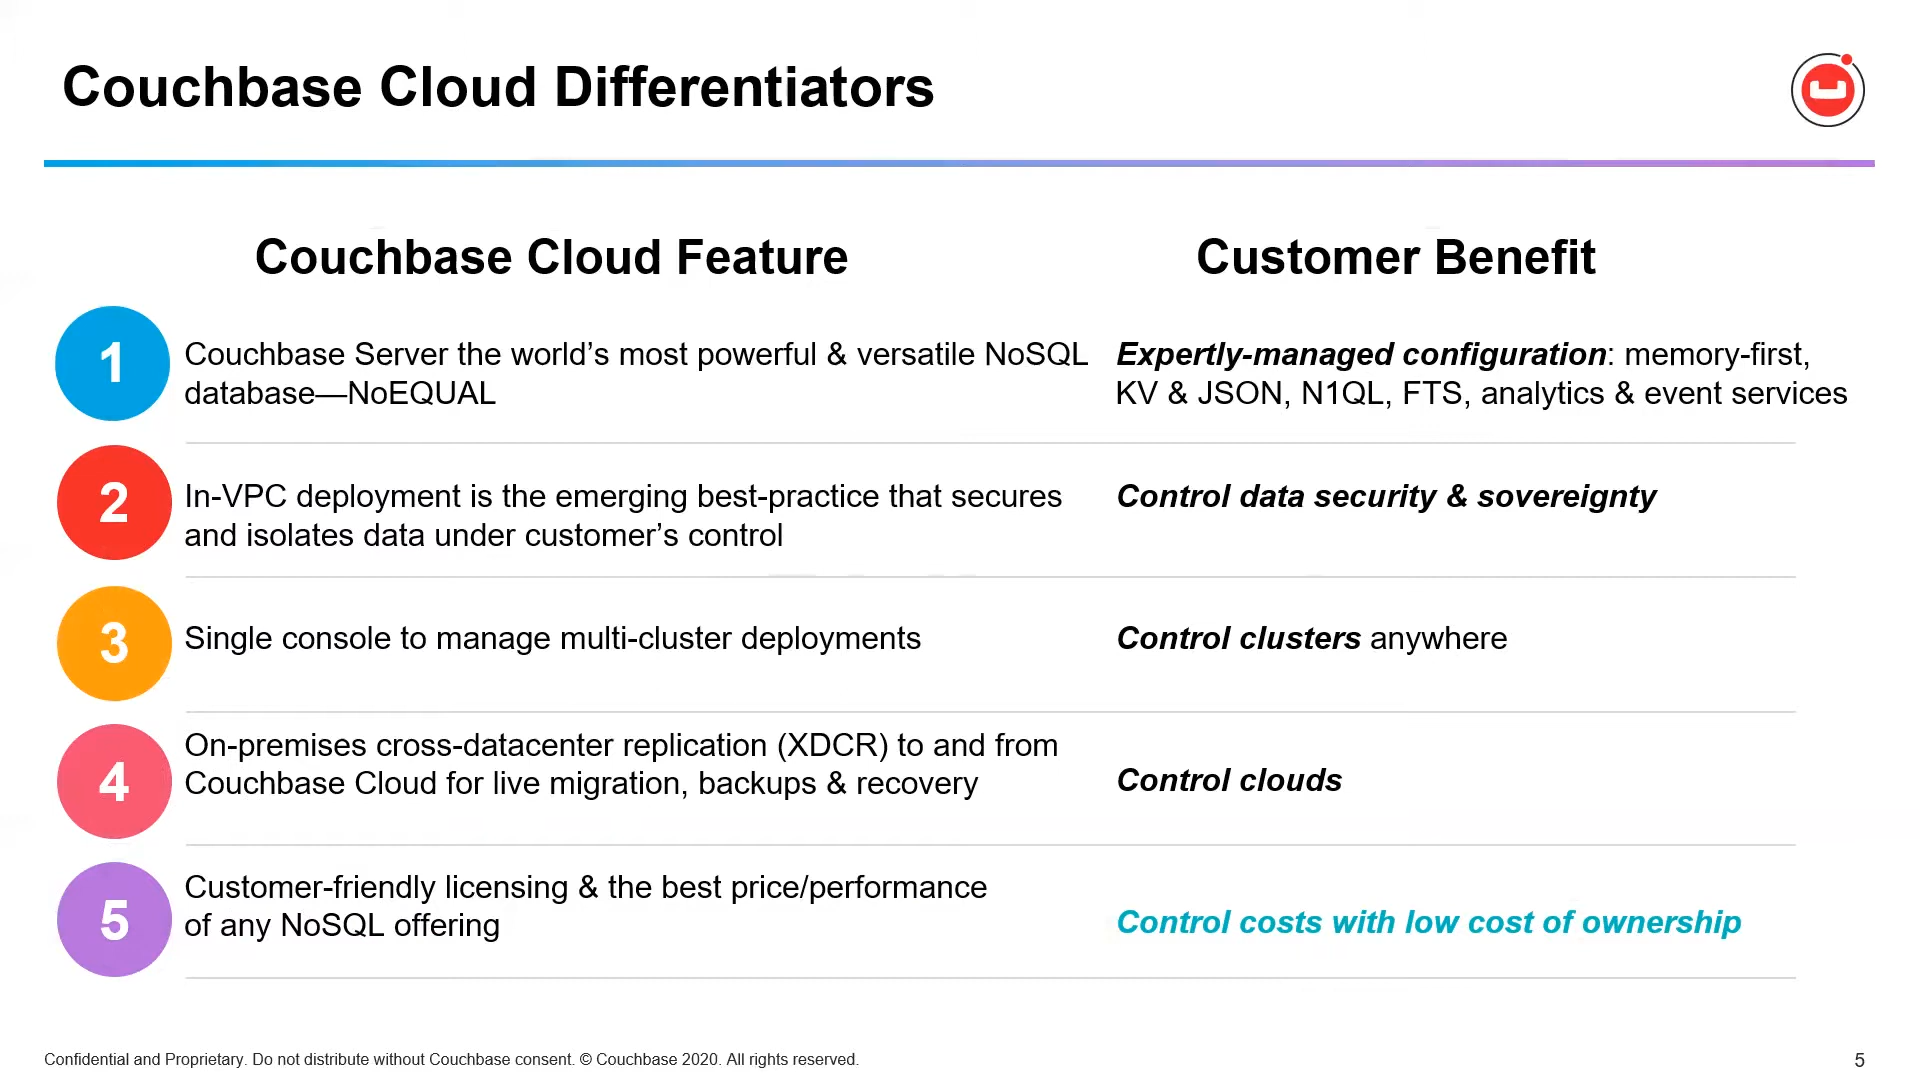 Couchbase Cloud Differentiators
Couchbase Cloud Feature
Customer Benefit
1
Couchbase Server the world’s most powerful & versatile NoSQL
database—NoEQUAL
Expertly-managed configuration: memory-first,
KV & JSON, N1QL, FTS, analytics & event services
2
In-VPC deployment is the emerging best-practice that secures
and isolates data under customer’s control
Control data security & sovereignty
3
Single console to manage multi-cluster deployments
Control clusters anywhere
4
On-premises cross-datacenter replication (XDCR) to and from
Couchbase Cloud for live migration, backups & recovery
Control clouds
5
Customer-friendly licensing & the best price/performance
of any NoSQL offering
Control costs with low cost of ownership
Confidential and Proprietary. Do not distribute without Couchbase consent. © Couchbase 2020. All rights reserved.
5